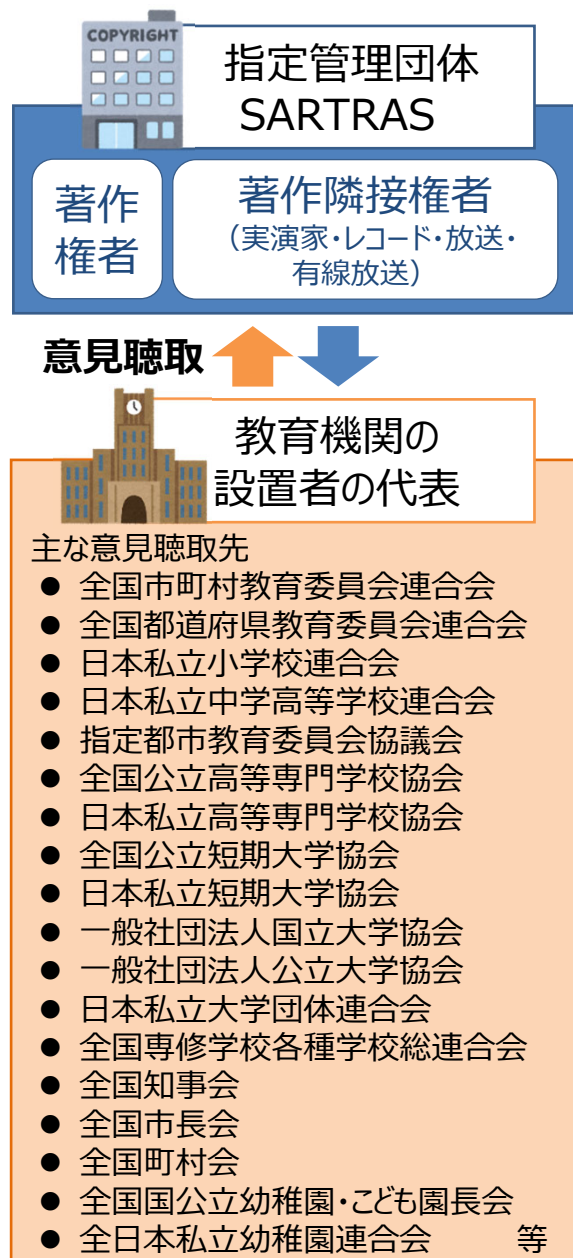 COPYRIGHT
指定管理団体
SARTRAS
著作
権者
著作隣接権者
（実演家・レコード・放送・
有線放送）
意見聴取
教育機関の
設置者の代表
主な意見聴取先
● 全国市町村教育委員会連合会
● 全国都道府県教育委員会連合会
● 日本私立小学校連合会
● 日本私立中学高等学校連合会
● 指定都市教育委員会協議会
● 全国公立高等専門学校協会
● 日本私立高等専門学校協会
● 全国公立短期大学協会
● 日本私立短期大学協会
● 一般社団法人国立大学協会
● 一般社団法人公立大学協会
● 日本私立大学団体連合会
● 全国専修学校各種学校総連合会
● 全国知事会
● 全国市長会
● 全国町村会
● 全国国公立幼稚園・こども園長会
● 全日本私立幼稚園連合会 等